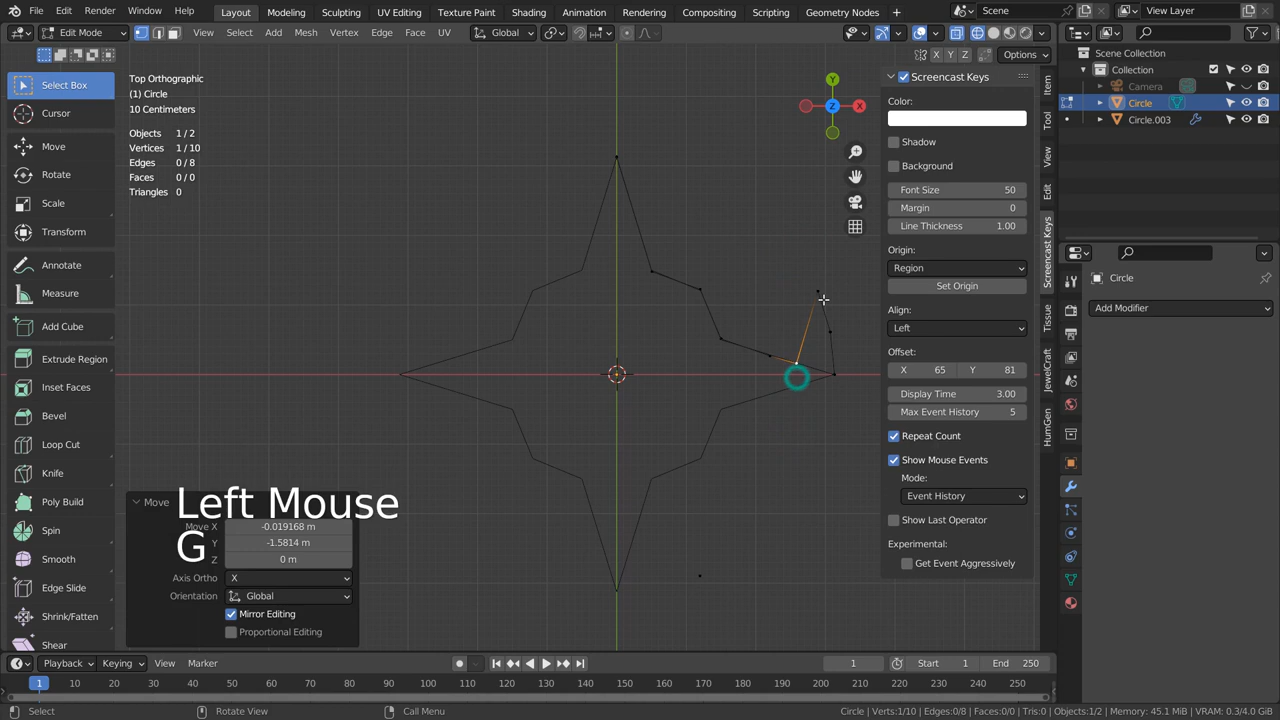 File Edit Render Window Help Layout Modeling Sculpting UV Editing Texture Paint Shading Animation Rendering Compositing Scripting Geometry Nodes + Scene View Layer
Edit Mode View Select Add Mesh Vertex Edge Face UV Global
X Y Z Options
Select Box
Cursor
Move
Rotate
Scale
Transform
Annotate
Measure
Add Cube
Extrude Region
Inset Faces
Bevel
Loop Cut
Knife
Poly Build
Spin
Smooth
Edge Slide
Shrink/Fatten
Shear
Top Orthographic
(1) Circle
10 Centimeters
Objects 1 / 2
Vertices 1 / 10
Edges 0 / 8
Faces 0 / 0
Triangles 0
Y
Z X
Left Mouse
G
Move
Move X -0.019168 m
Y -1.5814 m
Z 0 m
Axis Ortho X
Orientation Global
Mirror Editing
Proportional Editing
Screencast Keys
Color:
Shadow
Background
Font Size 50
Margin 0
Line Thickness 1.00
Origin:
Region
Set Origin
Align:
Left
Offset:
X 65 Y 81
Display Time 3.00
Max Event History 5
Repeat Count
Show Mouse Events
Mode:
Event History
Show Last Operator
Experimental:
Get Event Aggressively
Item
Tool
View
Edit
Screencast Keys
Tissue
JewelCraft
HumGen
Scene Collection
Collection
Camera
Circle
Circle.003
Circle
Add Modifier
Playback Keying View Marker 1 Start 1 End 250
1 10 20 30 40 50 60 70 80 90 100 110 120 130 140 150 160 170 180 190 200 210 220 230 240 250
Select Rotate View Call Menu Circle | Verts:1/10 | Edges:0/8 | Faces:0/0 | Tris:0 | Objects:1/2 | Memory: 45.1 MiB | VRAM: 0.3/4.0 GiB